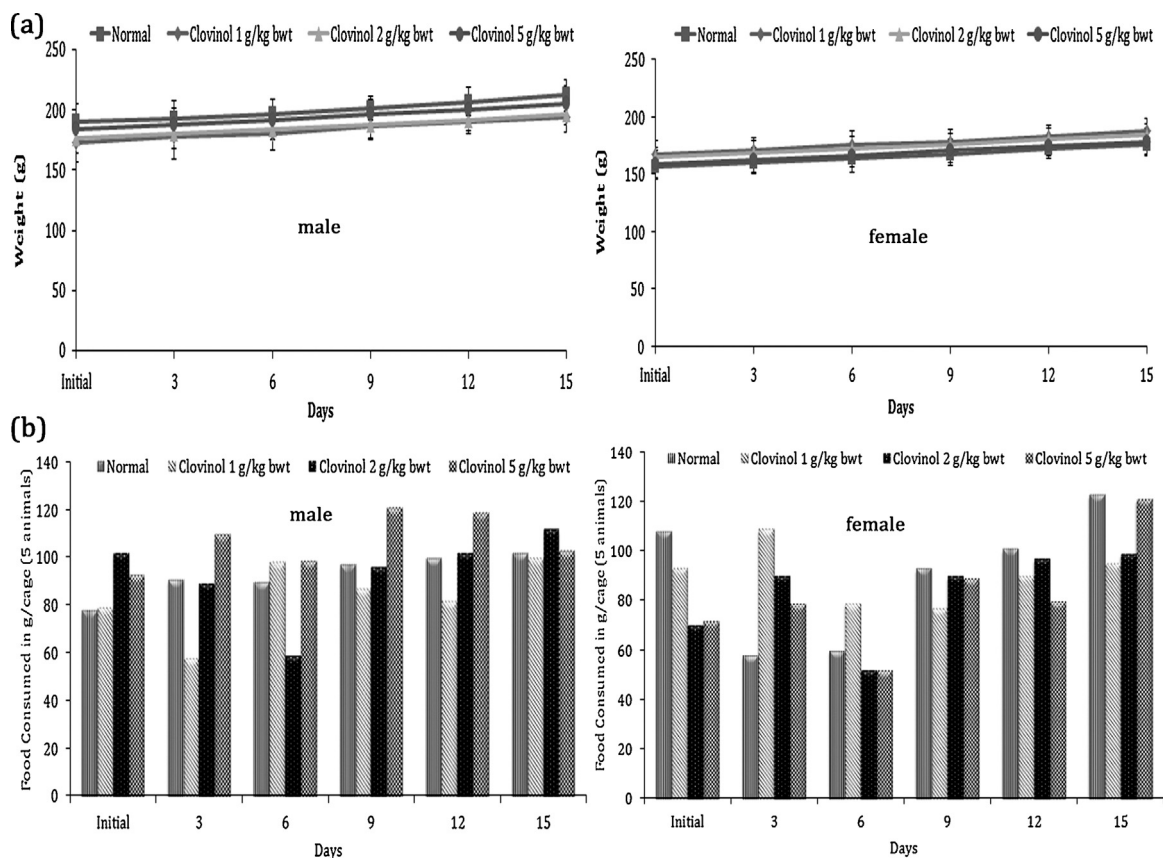 (a)
Normal Clovinol 1 g/kg bwt Clovinol 2 g/kg bwt Clovinol 5 g/kg bwt
250
200
150
100
50
0
Weight (g)
male
Initial 3 6 9 12 15
Days
Normal Clovinol 1 g/kg bwt Clovinol 2 g/kg bwt Clovinol 5 g/kg bwt
250
200
150
100
50
0
Weight (g)
female
Initial 3 6 9 12 15
Days
(b)
Normal Clovinol 1 g/kg bwt Clovinol 2 g/kg bwt Clovinol 5 g/kg bwt
140
120
100
80
60
40
20
0
Food Consumed in g/cage (5 animals)
male
Initial 3 6 9 12 15
Days
Normal Clovinol 1 g/kg bwt Clovinol 2 g/kg bwt Clovinol 5 g/kg bwt
140
120
100
80
60
40
20
0
Food Consumed in g/cage (5 animals)
female
Initial 3 6 9 12 15
Days